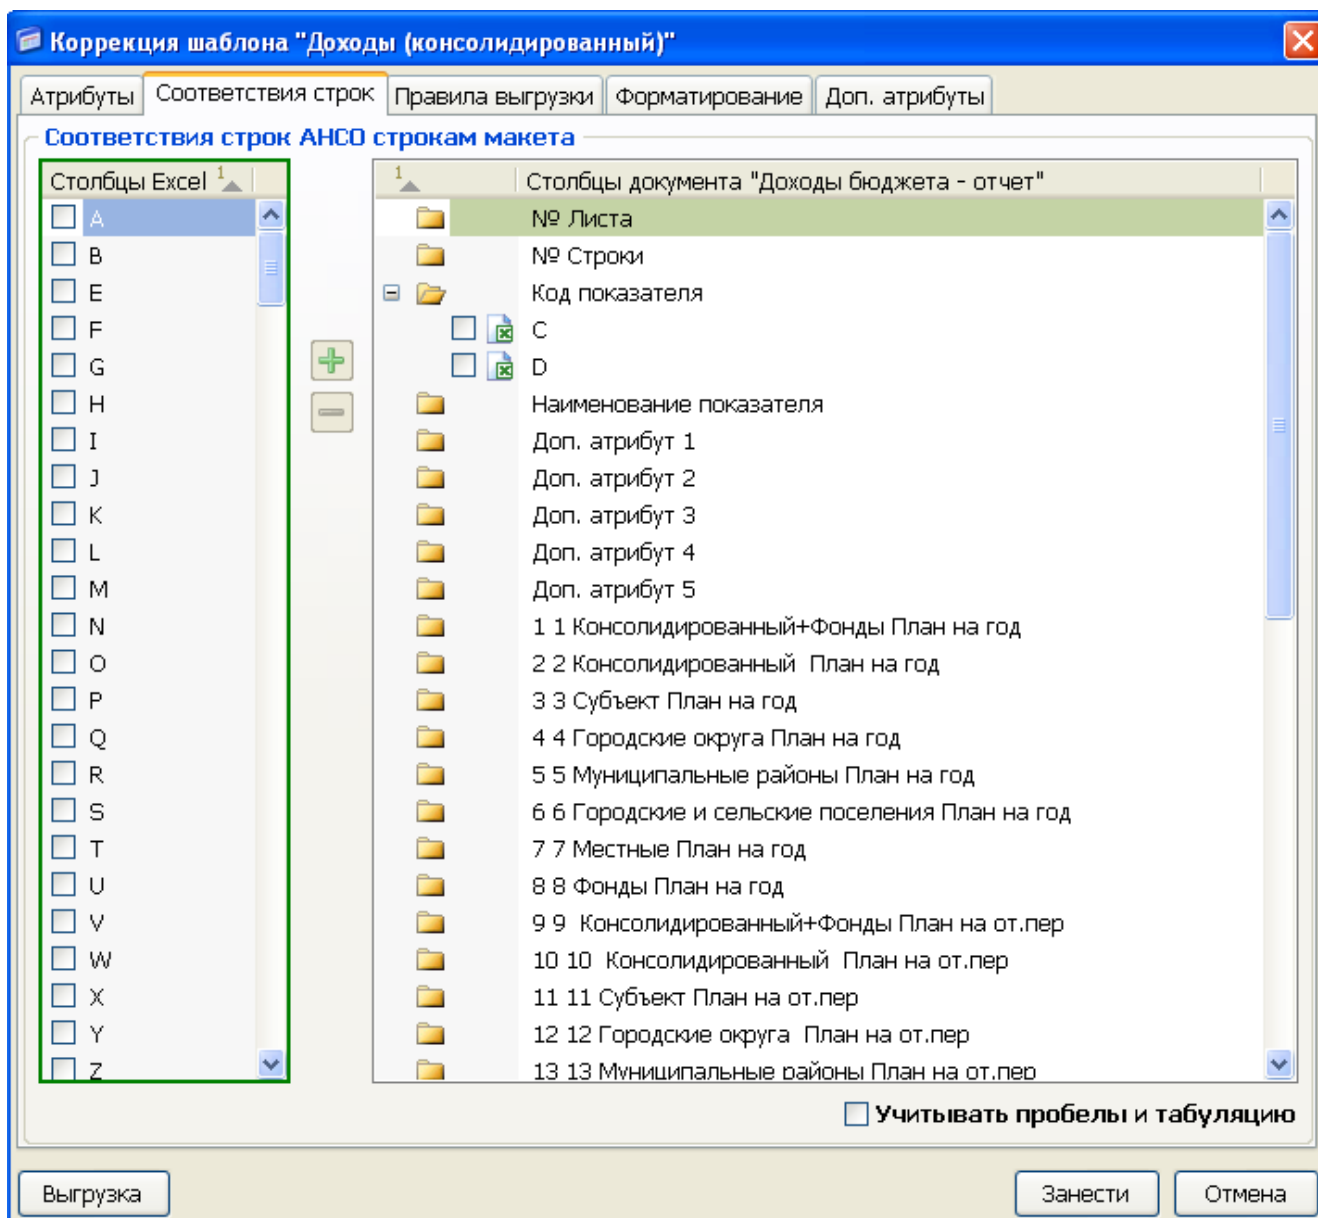 Коррекция шаблона "Доходы (консолидированный)"
Атрибуты Соответствия строк Правила выгрузки Форматирование Доп. атрибуты
Соответствия строк АНСО строкам макета
Столбцы Excel 1
A
B
E
F
G
H
I
J
K
L
M
N
O
P
Q
R
S
T
U
V
W
X
Y
Z
1 Столбцы документа "Доходы бюджета - отчет"
№ Листа
№ Строки
Код показателя
C
D
Наименование показателя
Доп. атрибут 1
Доп. атрибут 2
Доп. атрибут 3
Доп. атрибут 4
Доп. атрибут 5
1 1 Консолидированный+Фонды План на год
2 2 Консолидированный План на год
3 3 Субъект План на год
4 4 Городские округа План на год
5 5 Муниципальные районы План на год
6 6 Городские и сельские поселения План на год
7 7 Местные План на год
8 8 Фонды План на год
9 9 Консолидированный+Фонды План на от.пер
10 10 Консолидированный План на от.пер
11 11 Субъект План на от.пер
12 12 Городские округа План на от.пер
13 13 Муниципальные районы План на от.пер
Учитывать пробелы и табуляцию
Выгрузка Занести Отмена